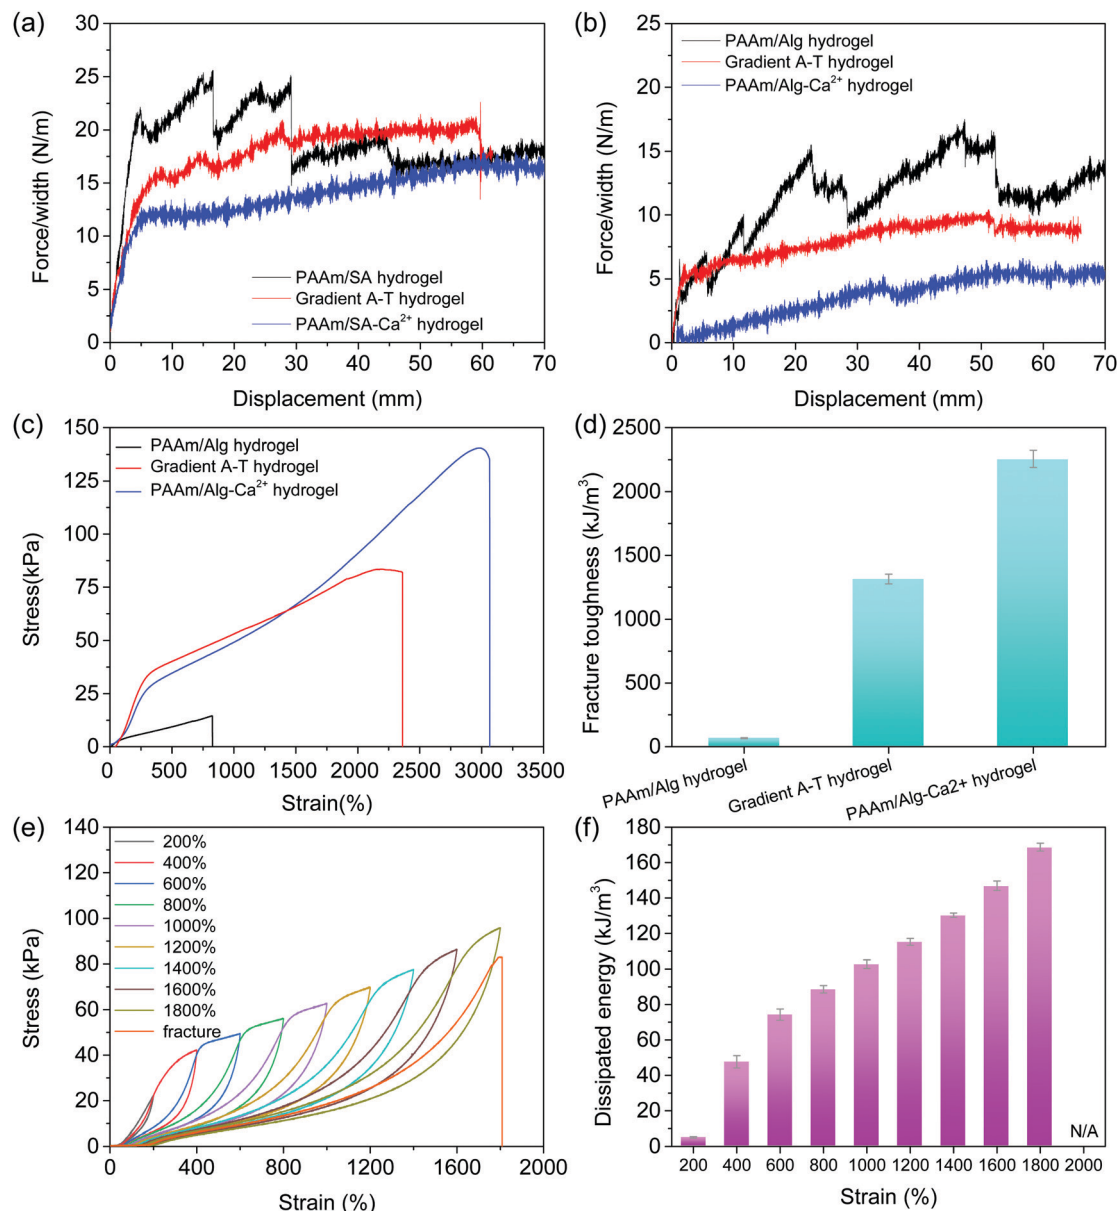 (a)
30
25
20
15
10
5
0
Force/width (N/m)
PAAm/SA hydrogel
Gradient A-T hydrogel
PAAm/SA-Ca²⁺ hydrogel
0 10 20 30 40 50 60 70
Displacement (mm)
(b)
25
20
15
10
5
0
Force/width (N/m)
PAAm/Alg hydrogel
Gradient A-T hydrogel
PAAm/Alg-Ca²⁺ hydrogel
0 10 20 30 40 50 60 70
Displacement (mm)
(c)
150
125
100
75
50
25
0
Stress(kPa)
PAAm/Alg hydrogel
Gradient A-T hydrogel
PAAm/Alg-Ca²⁺ hydrogel
0 500 1000 1500 2000 2500 3000 3500
Strain(%)
(d)
2500
2000
1500
1000
500
0
Fracture toughness (kJ/m³)
PAAm/Alg hydrogel
Gradient A-T hydrogel
PAAm/Alg-Ca2+ hydrogel
(e)
140
120
100
80
60
40
20
0
Stress (kPa)
200%
400%
600%
800%
1000%
1200%
1400%
1600%
1800%
fracture
0 400 800 1200 1600 2000
Strain (%)
(f)
180
160
140
120
100
80
60
40
20
0
Dissipated energy (kJ/m³)
N/A
200 400 600 800 1000 1200 1400 1600 1800 2000
Strain (%)